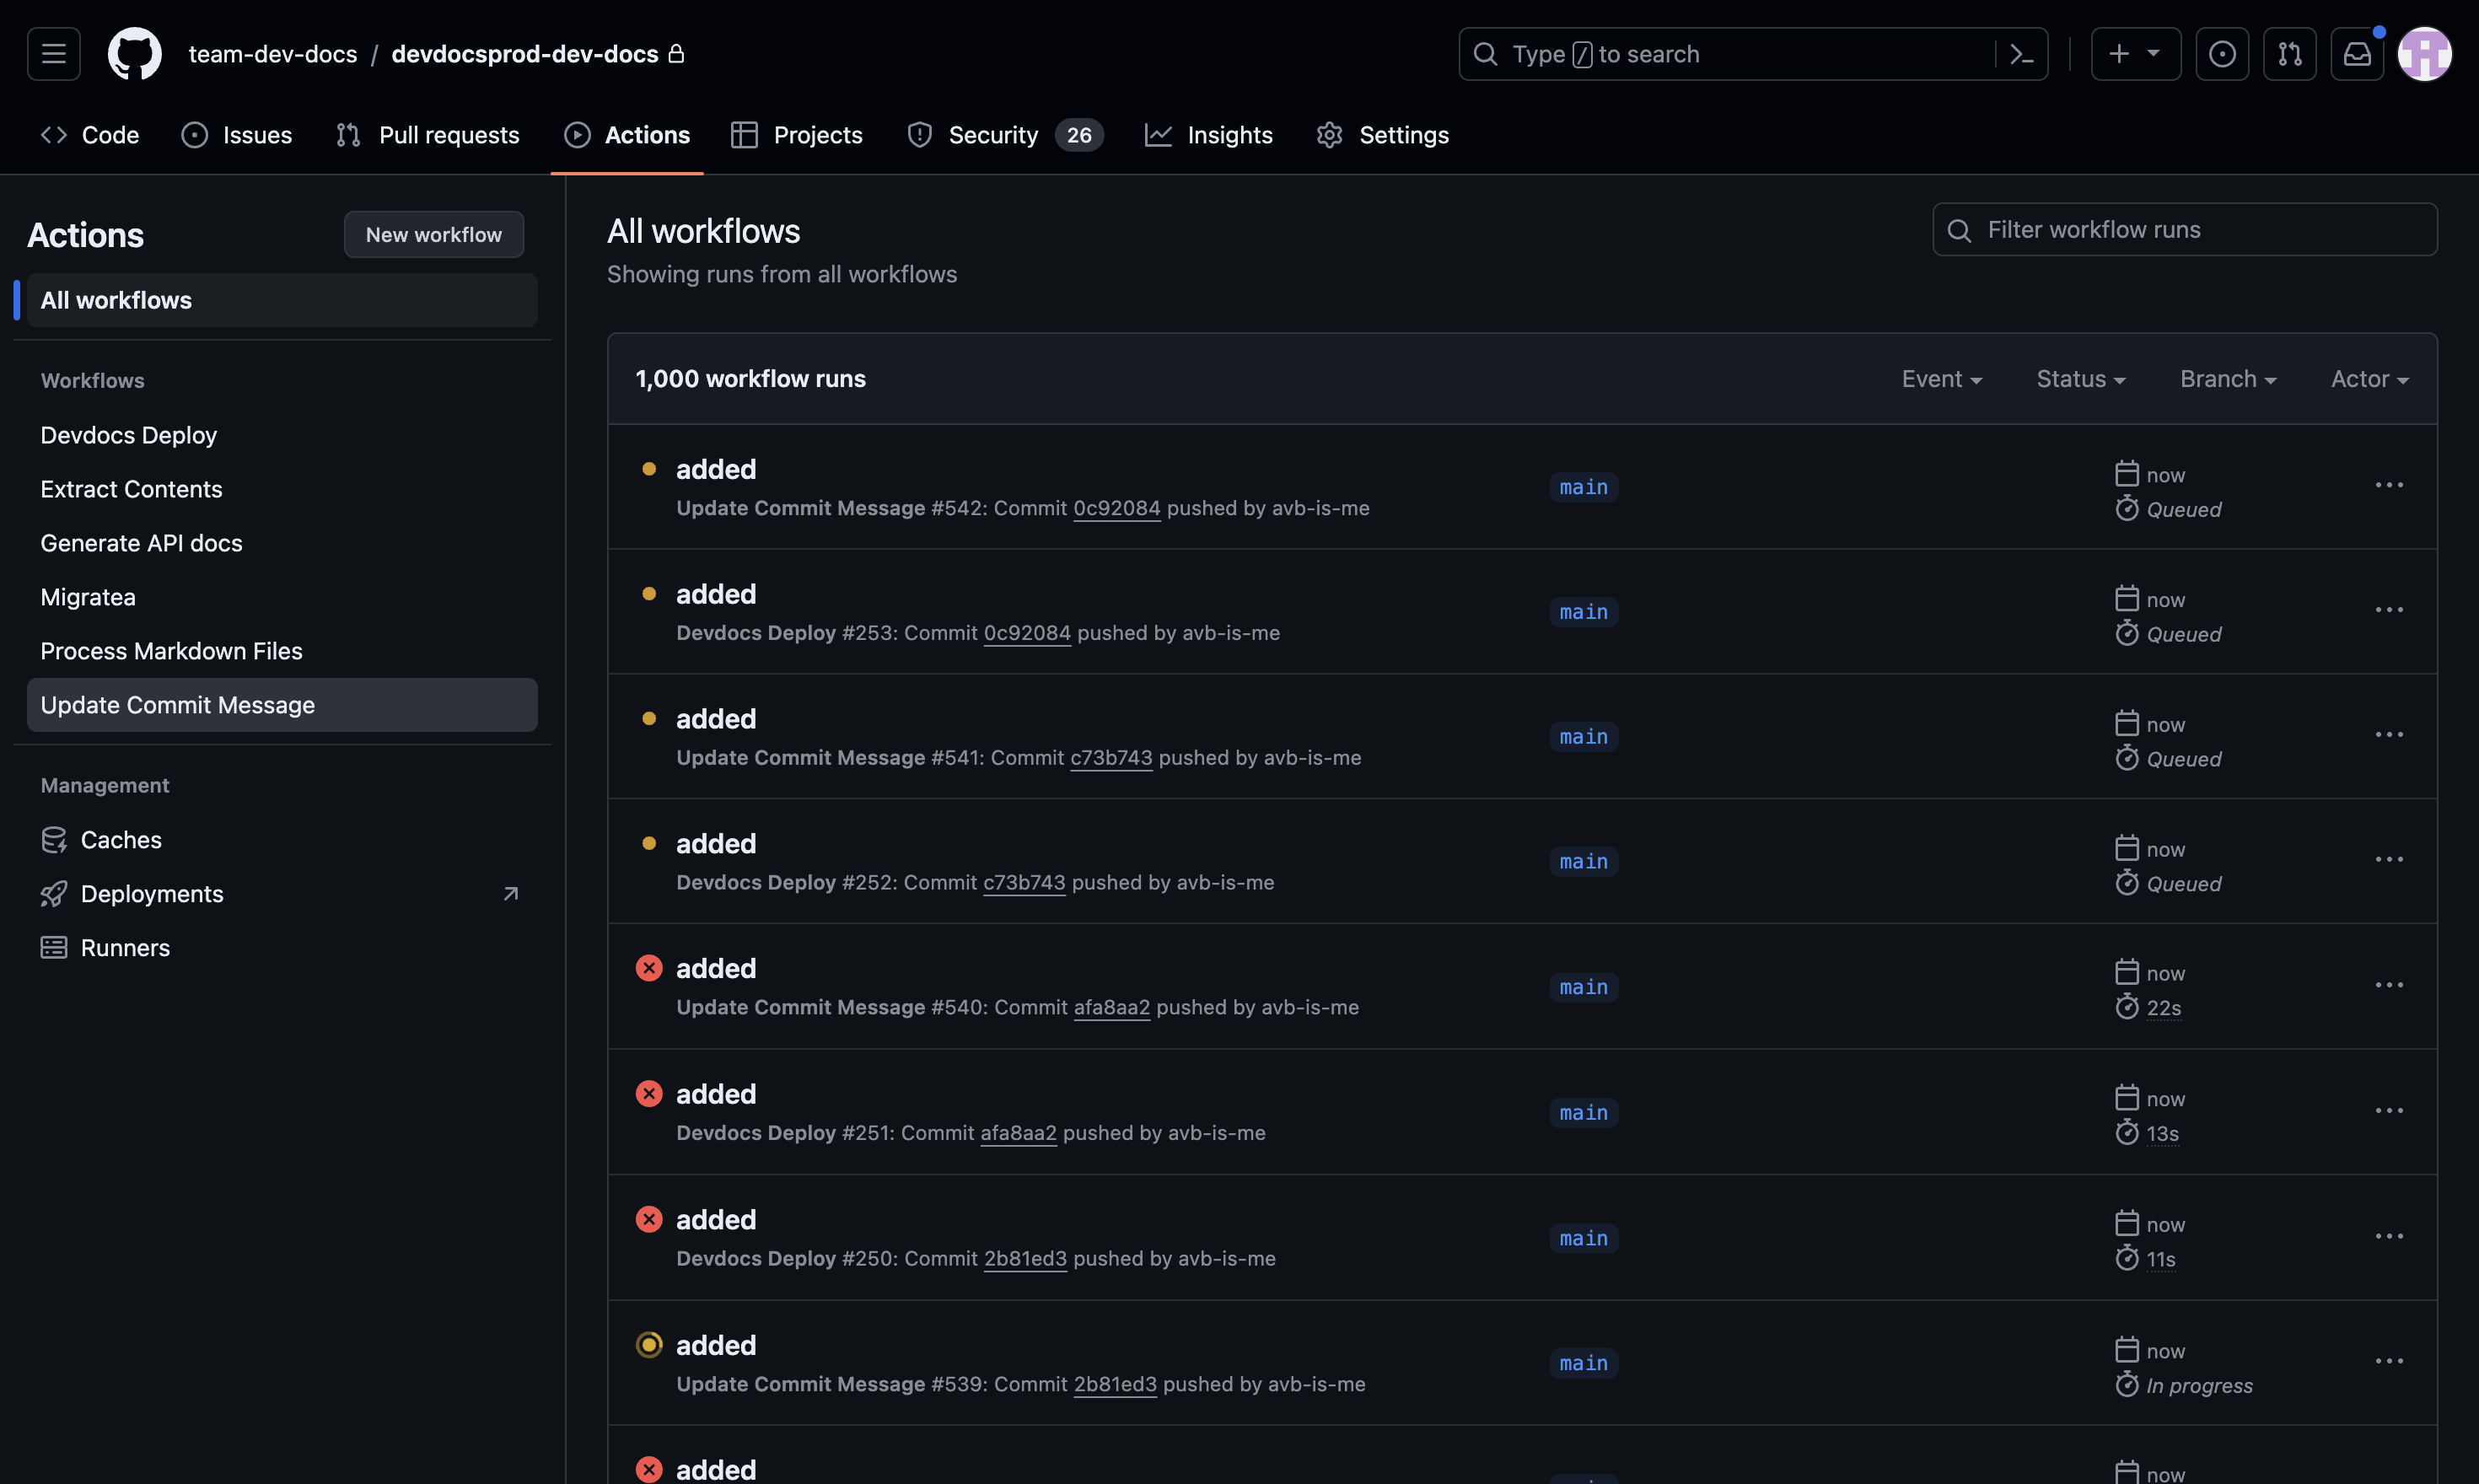 team-dev-docs / devdocsprod-dev-docs
Type / to search
Code
Issues
Pull requests
Actions
Projects
Security 26
Insights
Settings
Actions
New workflow
All workflows
Workflows
Devdocs Deploy
Extract Contents
Generate API docs
Migratea
Process Markdown Files
Update Commit Message
Management
Caches
Deployments
Runners
All workflows
Showing runs from all workflows
Filter workflow runs
1,000 workflow runs
Event
Status
Branch
Actor
added
Update Commit Message #542: Commit 0c92084 pushed by avb-is-me
main
now
Queued
added
Devdocs Deploy #253: Commit 0c92084 pushed by avb-is-me
main
now
Queued
added
Update Commit Message #541: Commit c73b743 pushed by avb-is-me
main
now
Queued
added
Devdocs Deploy #252: Commit c73b743 pushed by avb-is-me
main
now
Queued
added
Update Commit Message #540: Commit afa8aa2 pushed by avb-is-me
main
now
22s
added
Devdocs Deploy #251: Commit afa8aa2 pushed by avb-is-me
main
now
13s
added
Devdocs Deploy #250: Commit 2b81ed3 pushed by avb-is-me
main
now
11s
added
Update Commit Message #539: Commit 2b81ed3 pushed by avb-is-me
main
now
In progress
added
now